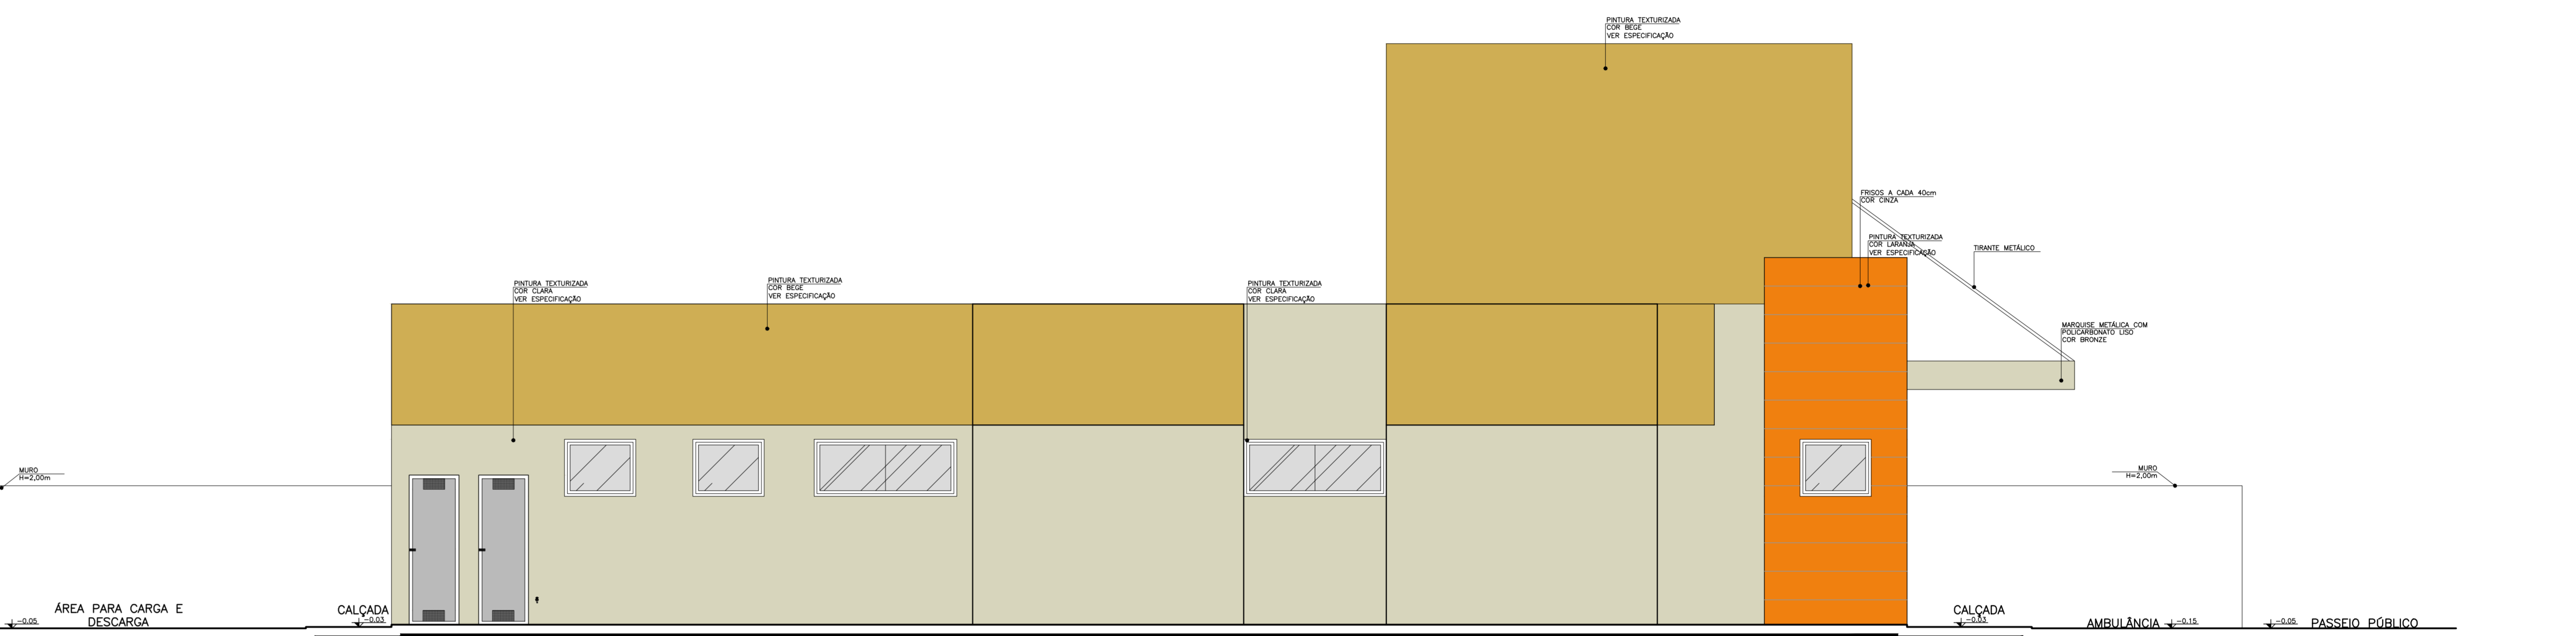 PINTURA TEXTURIZADA
COR BEGE
VER ESPECIFICAÇÃO
FRISOS A CADA 40cm
COR CINZA
PINTURA TEXTURIZADA
COR LARANJA
VER ESPECIFICAÇÃO
TIRANTE METÁLICO
PINTURA TEXTURIZADA
COR CLARA
VER ESPECIFICAÇÃO
PINTURA TEXTURIZADA
COR BEGE
VER ESPECIFICAÇÃO
PINTURA TEXTURIZADA
COR CLARA
VER ESPECIFICAÇÃO
MARQUISE METÁLICA COM
POLICARBONATO LISO
COR BRONZE
MURO
H=2,00m
MURO
H=2,00m
ÁREA PARA CARGA E
DESCARGA
-0.05
CALÇADA
-0.03
CALÇADA
-0.03
AMBULÂNCIA
-0.15
-0.05
PASSEIO PÚBLICO